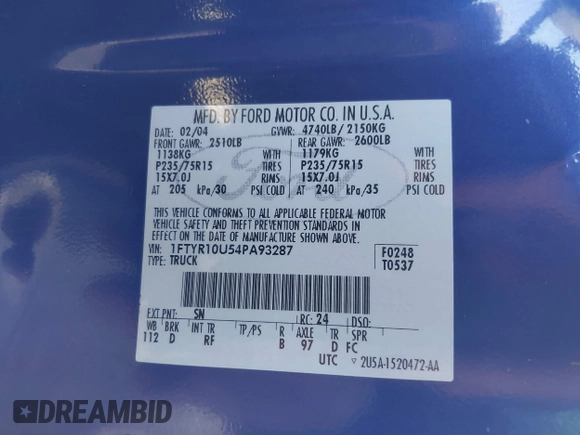 MFD. BY FORD MOTOR CO. IN U.S.A.
DATE: 02/04 GVWR: 4740LB/ 2150KG
FRONT GAWR: 2510LB REAR GAWR: 2600LB
1138KG 1179KG
P235/75R15 P235/75R15
15X7.0J RIMS 15X7.0J RIMS
AT 205 kPa/30 PSI COLD AT 240 kPa/35 PSI COLD
Ford
THIS VEHICLE CONFORMS TO ALL APPLICABLE FEDERAL MOTOR
VEHICLE SAFETY AND THEFT PREVENTION STANDARDS IN
EFFECT ON THE DATE OF MANUFACTURE SHOWN ABOVE.
VIN: 1FTYR10U54PA93287 F0248
TYPE: TRUCK T0537
EXT PNT: SN RC: 24 DSO:
WB BRK INT TR TP/PS R AXLE TR SPR
112 D RF B 97 D FC
UTC 2U5A-1520472-AA
DREAMBID